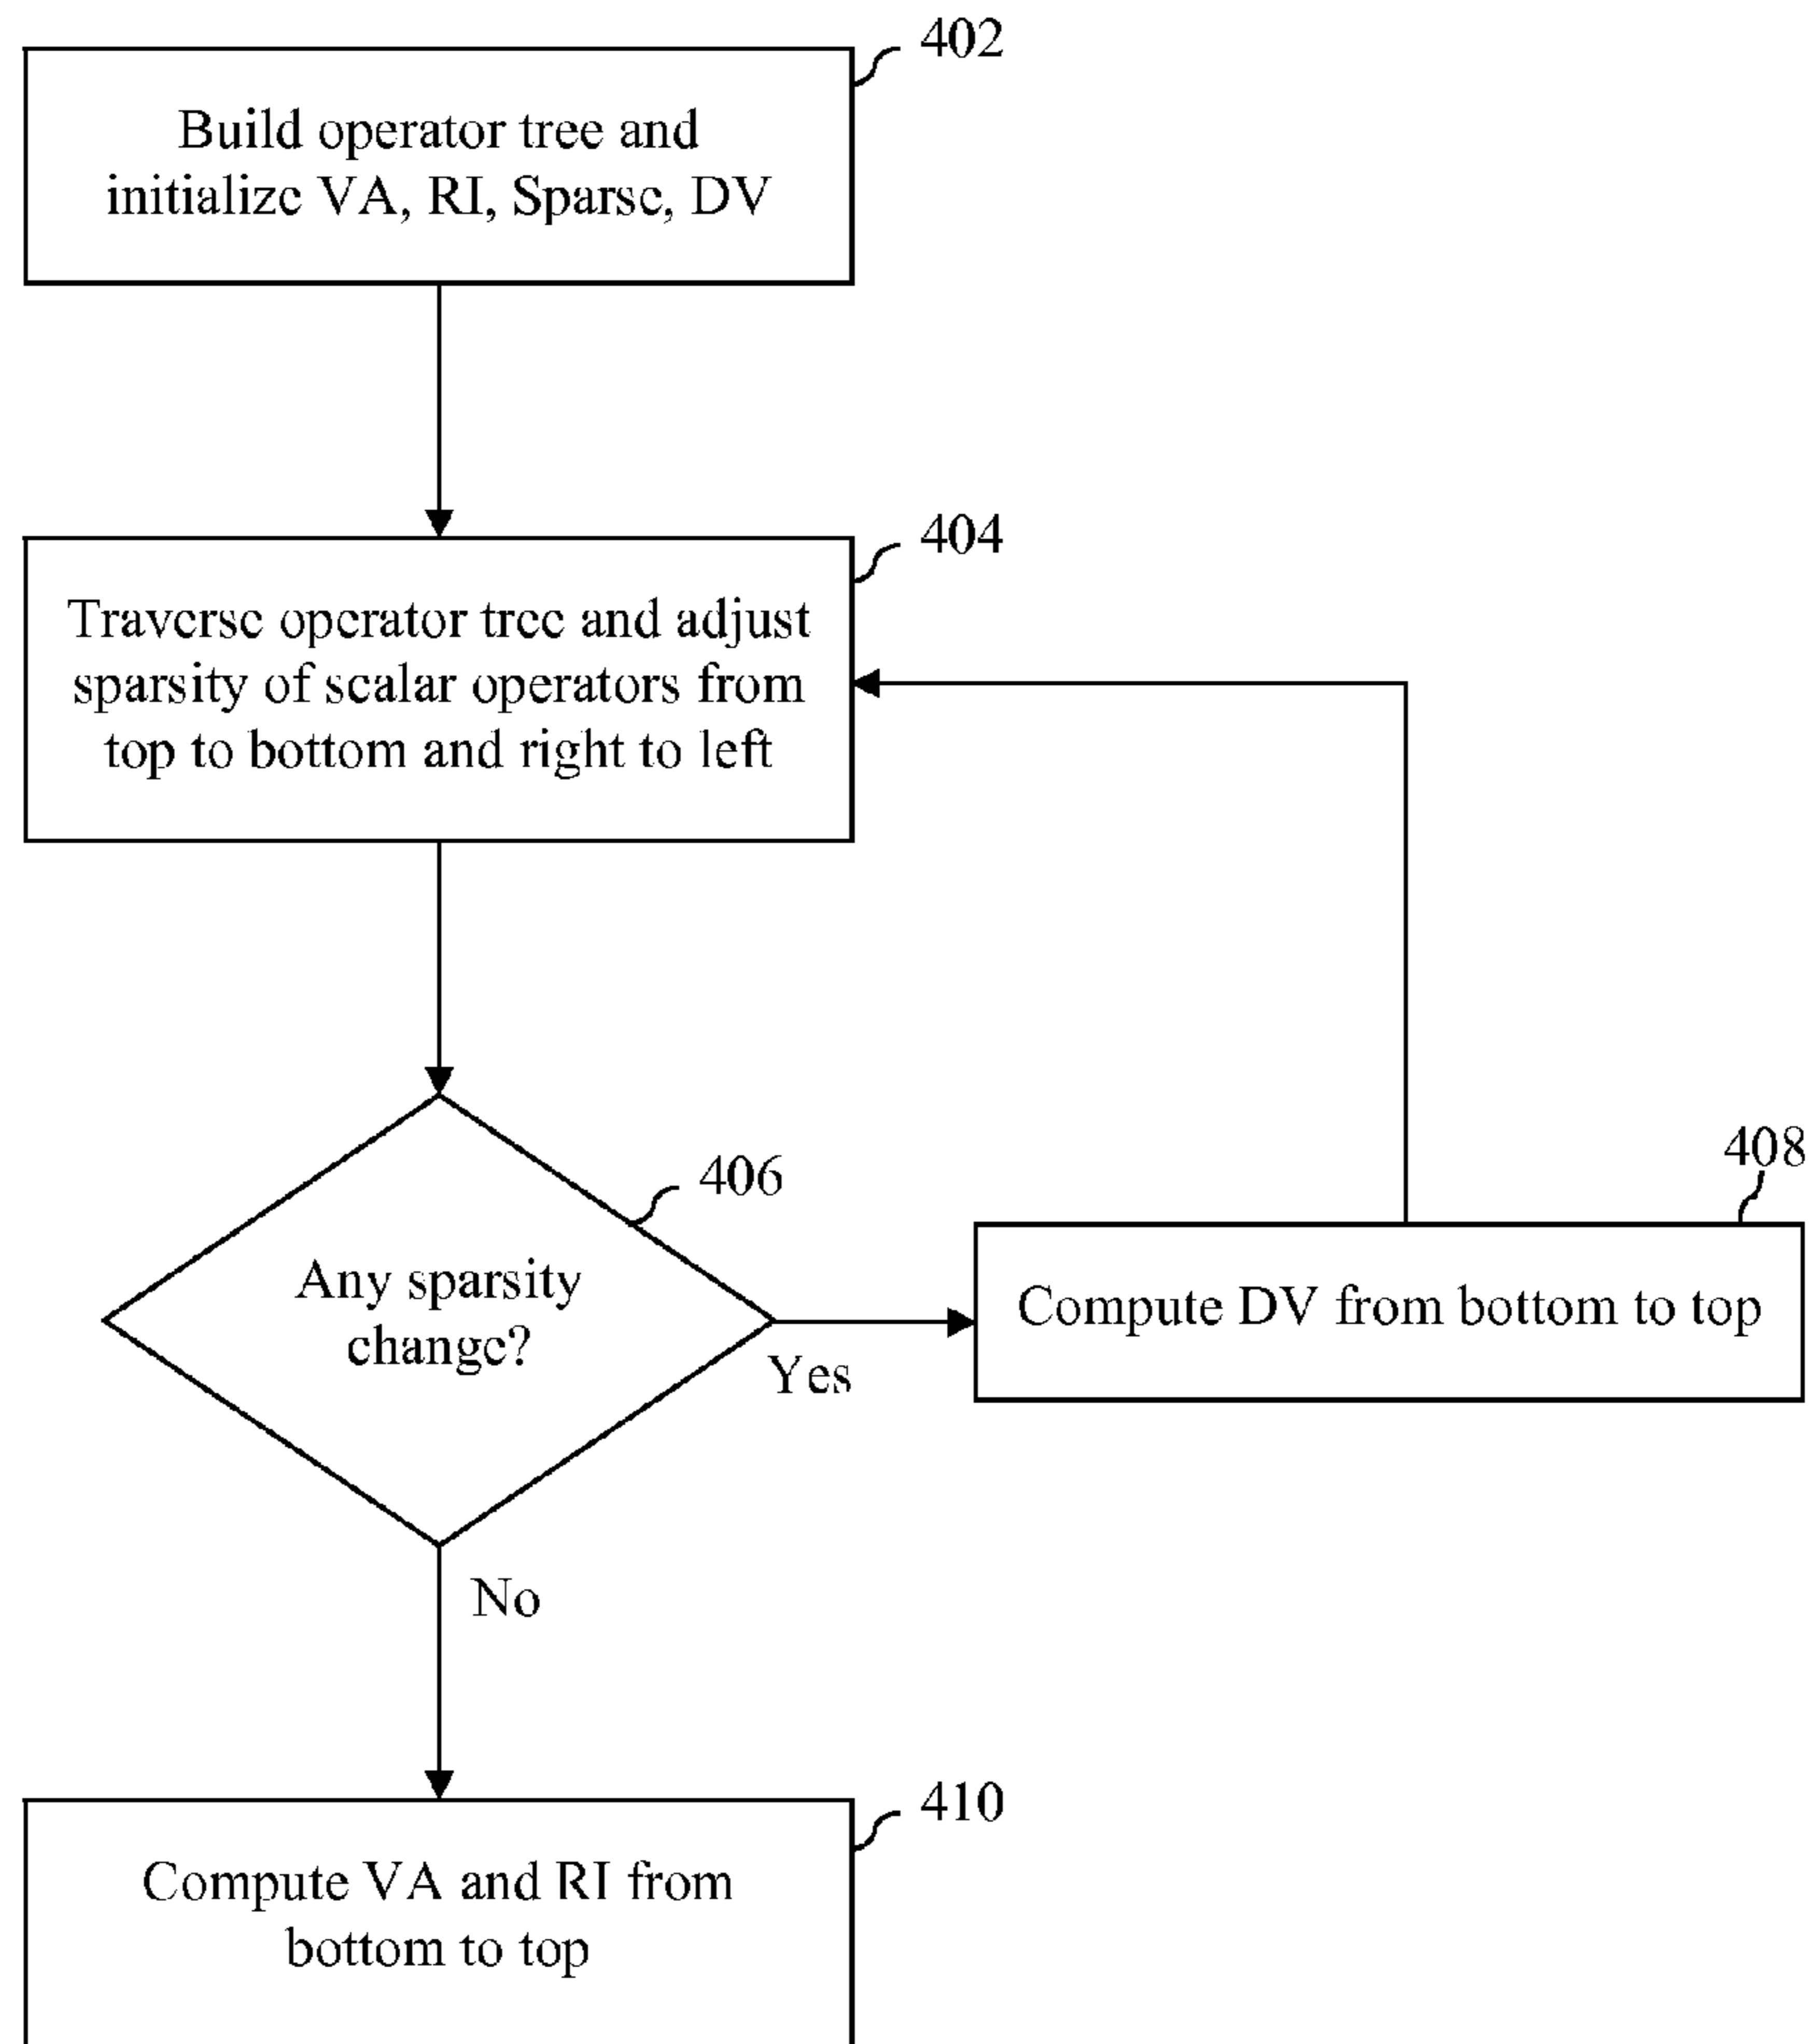 402
Build operator tree and
initialize VA, RI, Sparse, DV
404
Traverse operator tree and adjust
sparsity of scalar operators from
top to bottom and right to left
406
Any sparsity
change?
Yes
408
Compute DV from bottom to top
No
410
Compute VA and RI from
bottom to top